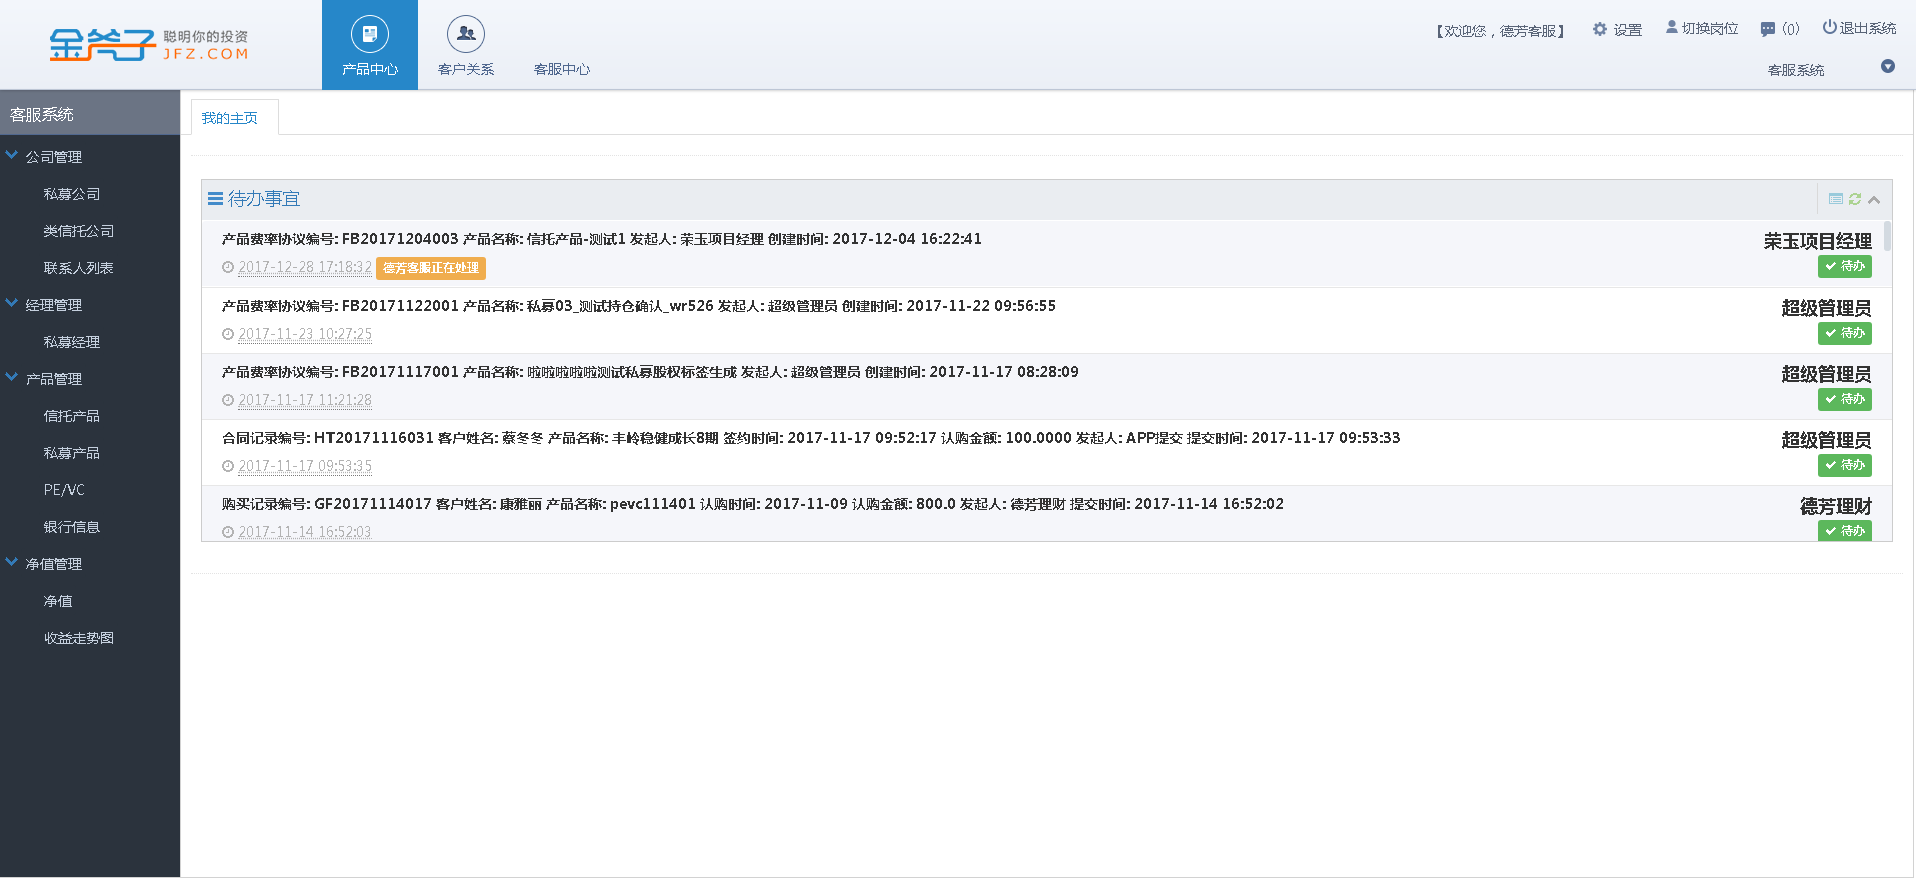 金斧子 聪明你的投资
JFZ.COM
产品中心
客户关系
客服中心
【欢迎您，德芳客服】
设置
切换岗位
(0)
退出系统
客服系统
客服系统
公司管理
私募公司
类信托公司
联系人列表
经理管理
私募经理
产品管理
信托产品
私募产品
PE/VC
银行信息
净值管理
净值
收益走势图
我的主页
待办事宜
产品费率协议编号: FB20171204003 产品名称: 信托产品-测试1 发起人: 荣玉项目经理 创建时间: 2017-12-04 16:22:41
荣玉项目经理
2017-12-28 17:18:32 德芳客服正在处理
待办
产品费率协议编号: FB20171122001 产品名称: 私募03_测试持仓确认_wr526 发起人: 超级管理员 创建时间: 2017-11-22 09:56:55
超级管理员
2017-11-23 10:27:25
待办
产品费率协议编号: FB20171117001 产品名称: 啦啦啦啦啦测试私募股权标签生成 发起人: 超级管理员 创建时间: 2017-11-17 08:28:09
超级管理员
2017-11-17 11:21:28
待办
合同记录编号: HT20171116031 客户姓名: 蔡冬冬 产品名称: 丰岭稳健成长8期 签约时间: 2017-11-17 09:52:17 认购金额: 100.0000 发起人: APP提交 提交时间: 2017-11-17 09:53:33
超级管理员
2017-11-17 09:53:35
待办
购买记录编号: GF20171114017 客户姓名: 康雅丽 产品名称: pevc111401 认购时间: 2017-11-09 认购金额: 800.0 发起人: 德芳理财 提交时间: 2017-11-14 16:52:02
德芳理财
2017-11-14 16:52:03
待办